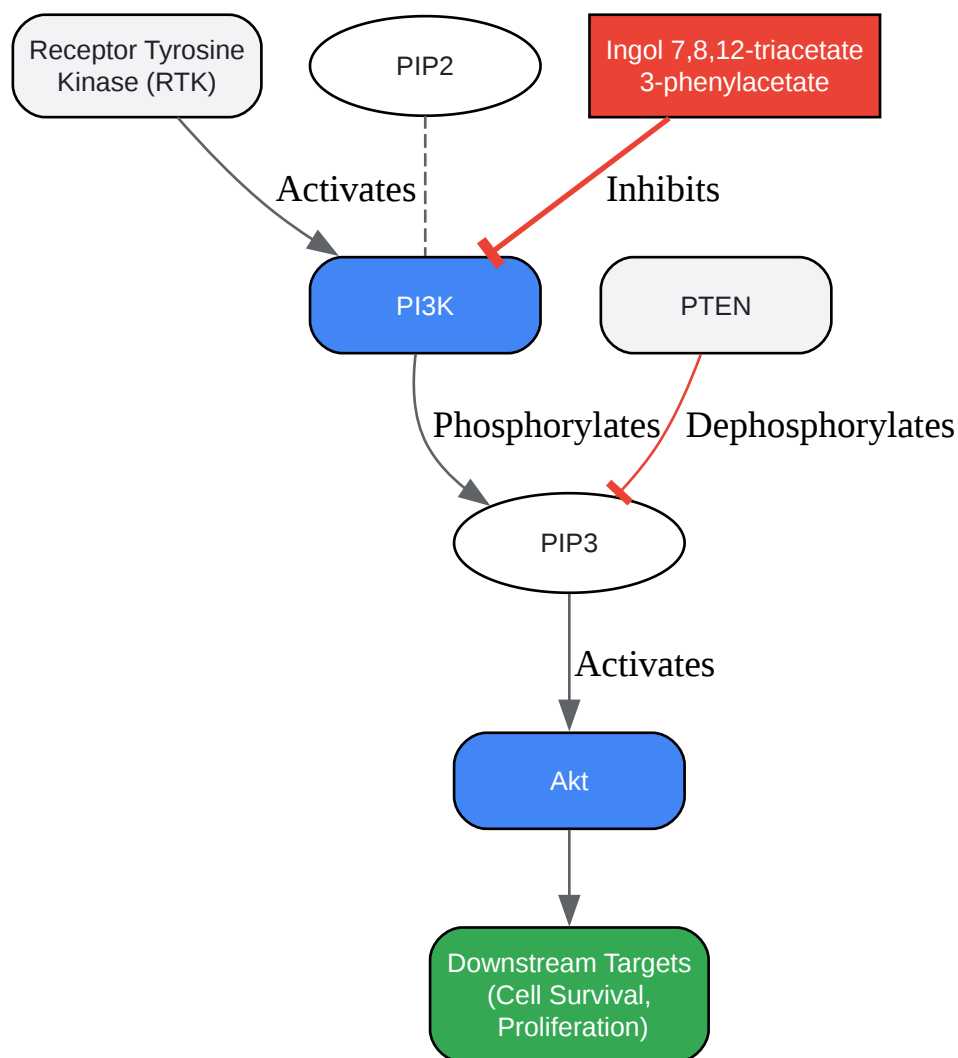 Receptor Tyrosine
Kinase (RTK)
PIP2
Ingol 7,8,12-triacetate
3-phenylacetate
Activates
Inhibits
PI3K
PTEN
Phosphorylates
Dephosphorylates
PIP3
Activates
Akt
Downstream Targets
(Cell Survival,
Proliferation)